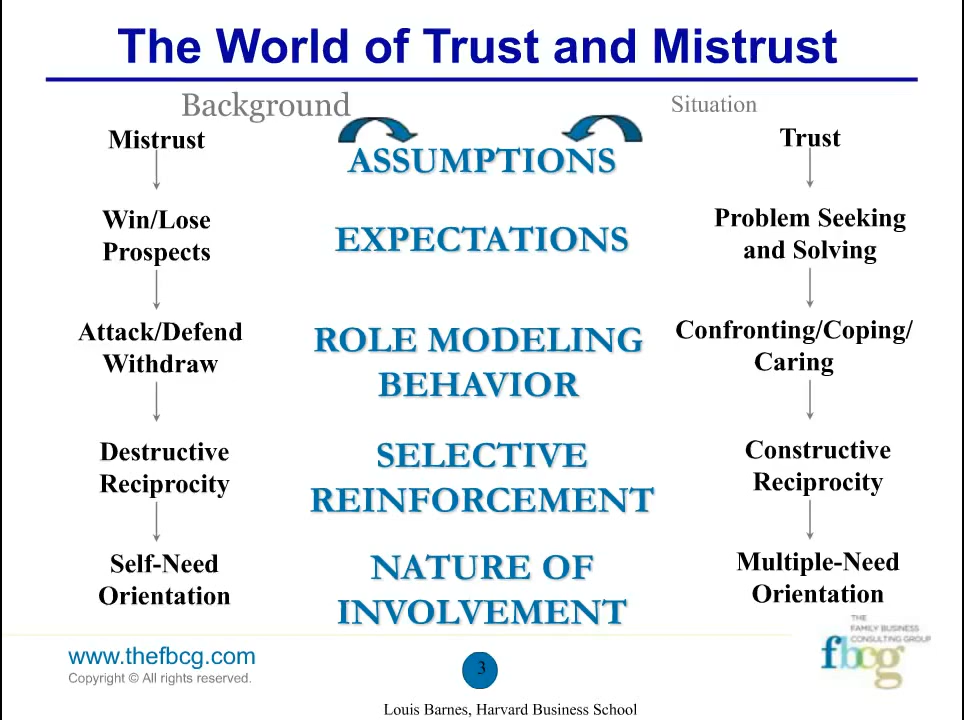 The World of Trust and Mistrust
Background
Situation
Mistrust
ASSUMPTIONS
Trust
Win/Lose
Prospects
EXPECTATIONS
Problem Seeking
and Solving
Attack/Defend
Withdraw
ROLE MODELING
BEHAVIOR
Confronting/Coping/
Caring
Destructive
Reciprocity
SELECTIVE
REINFORCEMENT
Constructive
Reciprocity
Self-Need
Orientation
NATURE OF
INVOLVEMENT
Multiple-Need
Orientation
www.thefbcg.com
Copyright © All rights reserved.
3
THE
FAMILY BUSINESS
CONSULTING GROUP
fbcg
Louis Barnes, Harvard Business School